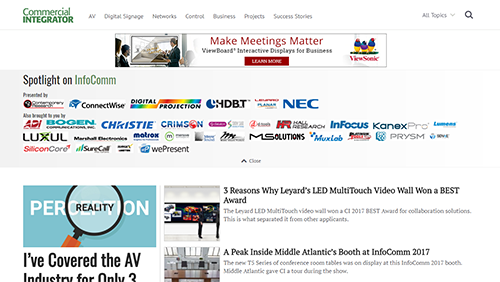 Commercial
INTEGRATOR
AV Digital Signage Networks Control Business Projects Success Stories All Topics
Make Meetings Matter
ViewBoard® Interactive Displays for Business
LEARN MORE
ViewSonic
Spotlight on InfoComm
Presented by
Contemporary Research ConnectWise DIGITAL PROJECTION HDBT LEYARD PLANAR NEC
Also brought to you by
BOGEN COMMUNICATIONS, INC. CHRISTIE CRIMSON HALL RESEARCH InFocus KanexPro Lumens
LUXUL Marshall Electronics matrox MSOLUTIONS MuxLab PRYSM
SiliconCore SureCall wePresent
Close
PERCEPTION
REALITY
I've Covered the AV
Industry for Only 3
3 Reasons Why Leyard's LED MultiTouch Video Wall Won a BEST
Award
The Leyard LED MultiTouch video wall won a CI 2017 BEST Award for collaboration solutions.
This is what separated it from other applicants.
A Peak Inside Middle Atlantic's Booth at InfoComm 2017
The new T5 Series of conference room tables was on display at this InfoComm 2017 booth.
Middle Atlantic gave CI a tour during the show.